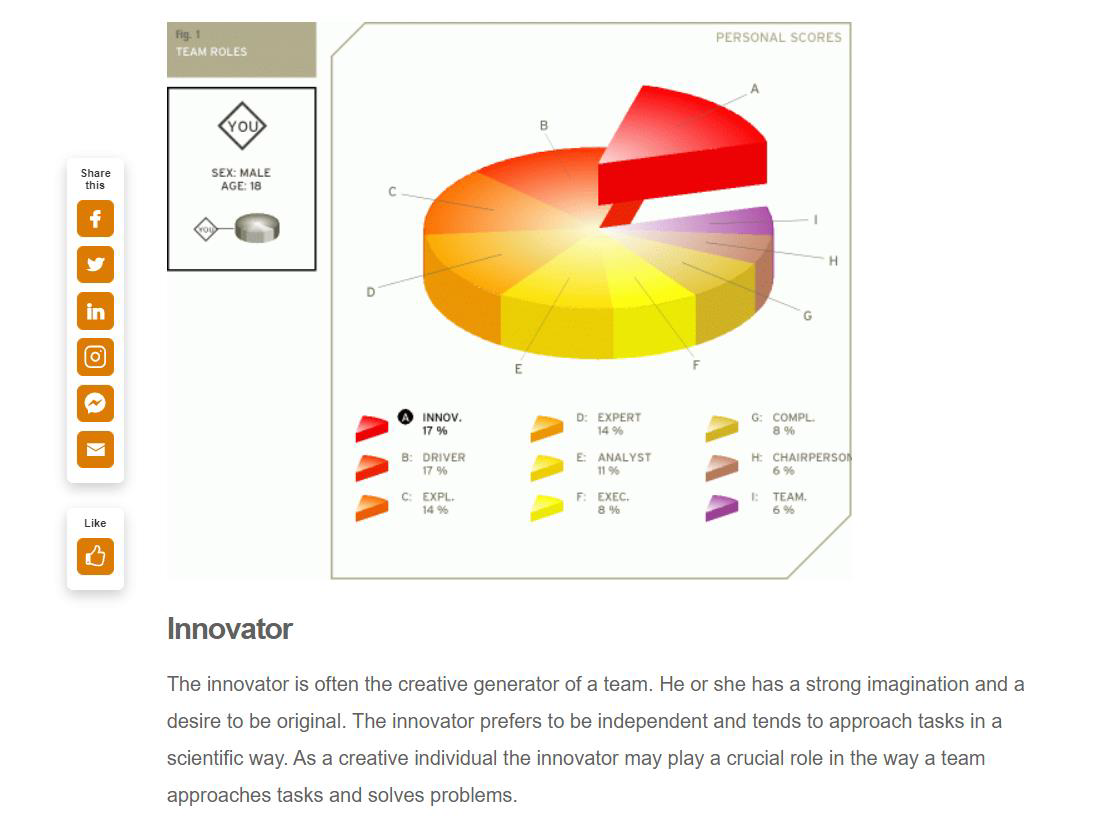 Fig. 1
TEAM ROLES
PERSONAL SCORES
YOU
SEX: MALE
AGE: 18
YOU
A
B
C
D
E
F
G
H
I
A INNOV.
17 %
B: DRIVER
17 %
C: EXPL.
14 %
D: EXPERT
14 %
E: ANALYST
11 %
F: EXEC.
8 %
G: COMPL.
8 %
H: CHAIRPERSON
6 %
I: TEAM.
6 %
Share
this
Like
Innovator
The innovator is often the creative generator of a team. He or she has a strong imagination and a
desire to be original. The innovator prefers to be independent and tends to approach tasks in a
scientific way. As a creative individual the innovator may play a crucial role in the way a team
approaches tasks and solves problems.